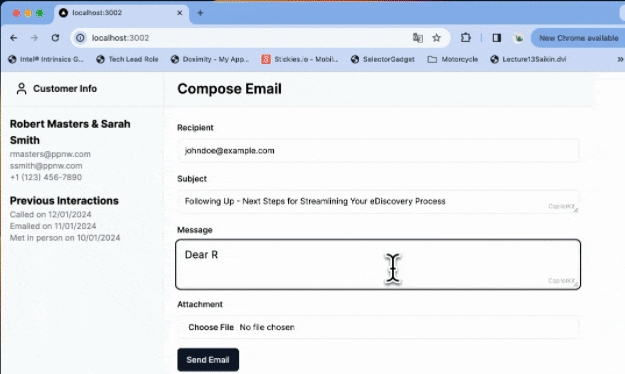 localhost:3002
localhost:3002
New Chrome available
Intel® Intrinsics G...
Tech Lead Role
Doximity - My App...
Stickies.io - Mobil...
SelectorGadget
Motorcycle
Lecture13Saikin.dvi
Customer Info
Compose Email
Robert Masters & Sarah
Smith
rmasters@ppnw.com
ssmith@ppnw.com
+1 (123) 456-7890
Previous Interactions
Called on 12/01/2024
Emailed on 11/01/2024
Met in person on 10/01/2024
Recipient
johndoe@example.com
Subject
Following Up - Next Steps for Streamlining Your eDiscovery Process
CopilotKit
Message
Dear R
CopilotKit
Attachment
Choose File No file chosen
Send Email